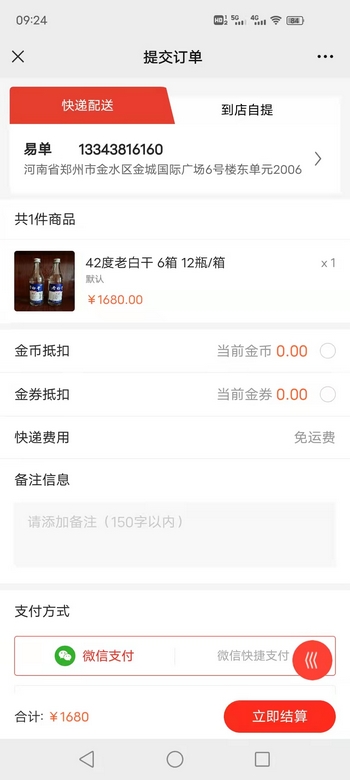 09:24
HD 1 2 5G 4G 84
提交订单
快递配送
到店自提
易单 13343816160
河南省郑州市金水区金城国际广场6号楼东单元2006
共1件商品
42度老白干 6箱 12瓶/箱
x 1
默认
￥1680.00
金币抵扣 当前金币 0.00
金券抵扣 当前金券 0.00
快递费用 免运费
备注信息
请添加备注（150字以内）
支付方式
微信支付
微信快捷支付
合计: ￥1680
立即结算